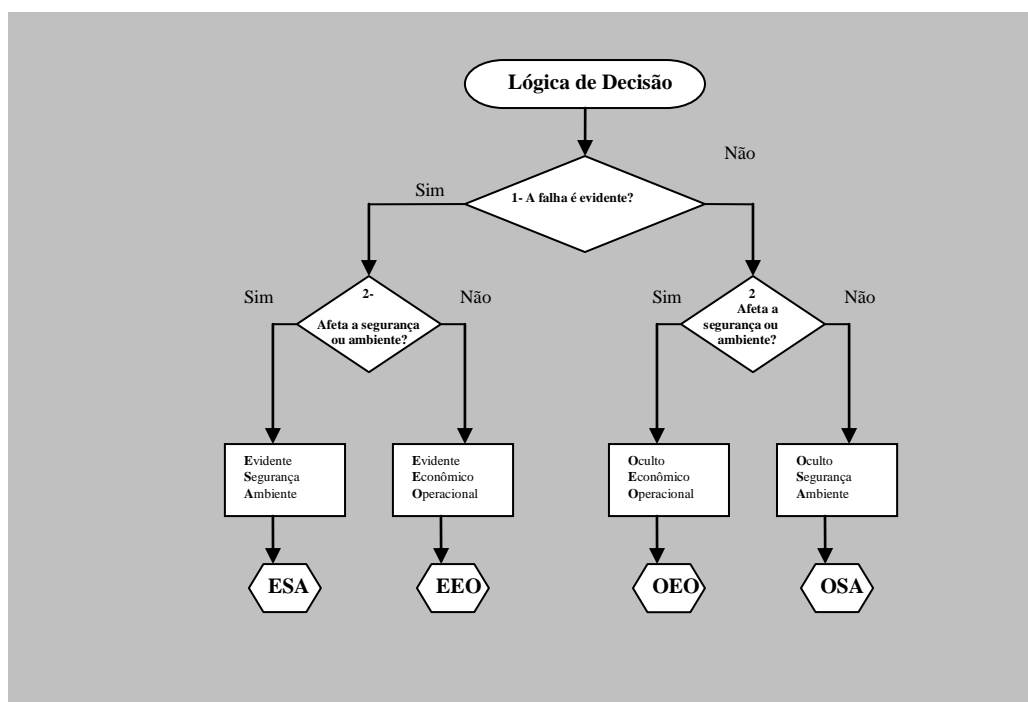 Lógica de Decisão
Não
Sim
1- A falha é evidente?
Sim
2-
Afeta a segurança
ou ambiente?
Não
Sim
2
Afeta a
segurança ou
ambiente?
Não
Evidente
Segurança
Ambiente
Evidente
Econômico
Operacional
Oculto
Econômico
Operacional
Oculto
Segurança
Ambiente
ESA
EEO
OEO
OSA